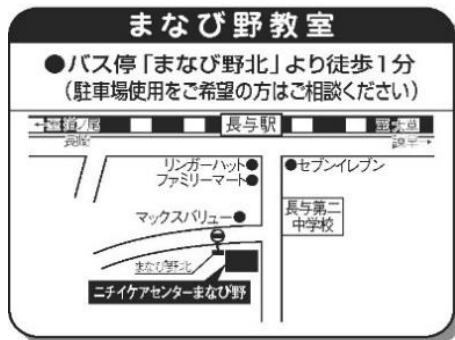 まなび野教室
●バス停「まなび野北」より徒歩1分
(駐車場使用をご希望の方はご相談ください)
長与駅
リンガーハット●
ファミリーマート●
●セブンイレブン
マックスバリュー●
長与第二
中学校
まなび野北
ニチイケアセンターまなび野